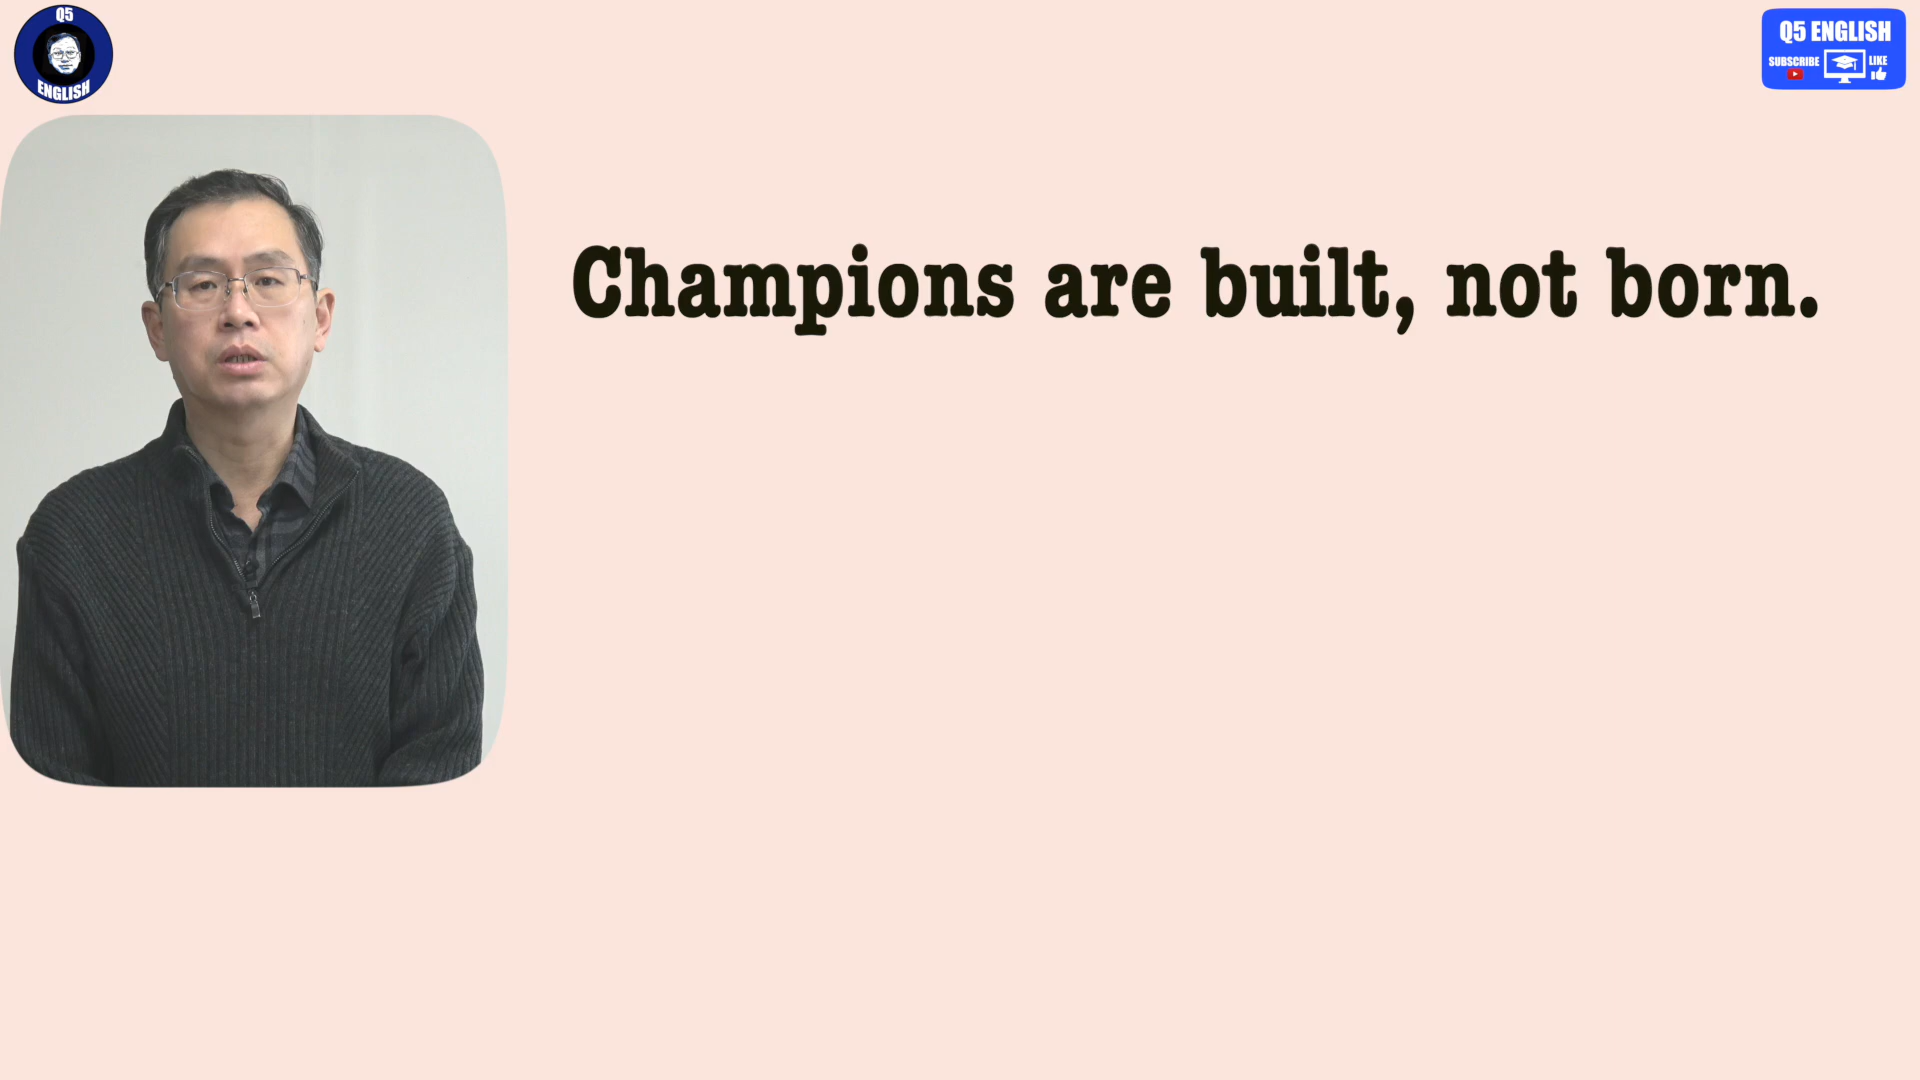 Q5
ENGLISH
Q5 ENGLISH
SUBSCRIBE
LIKE
Champions are built, not born.